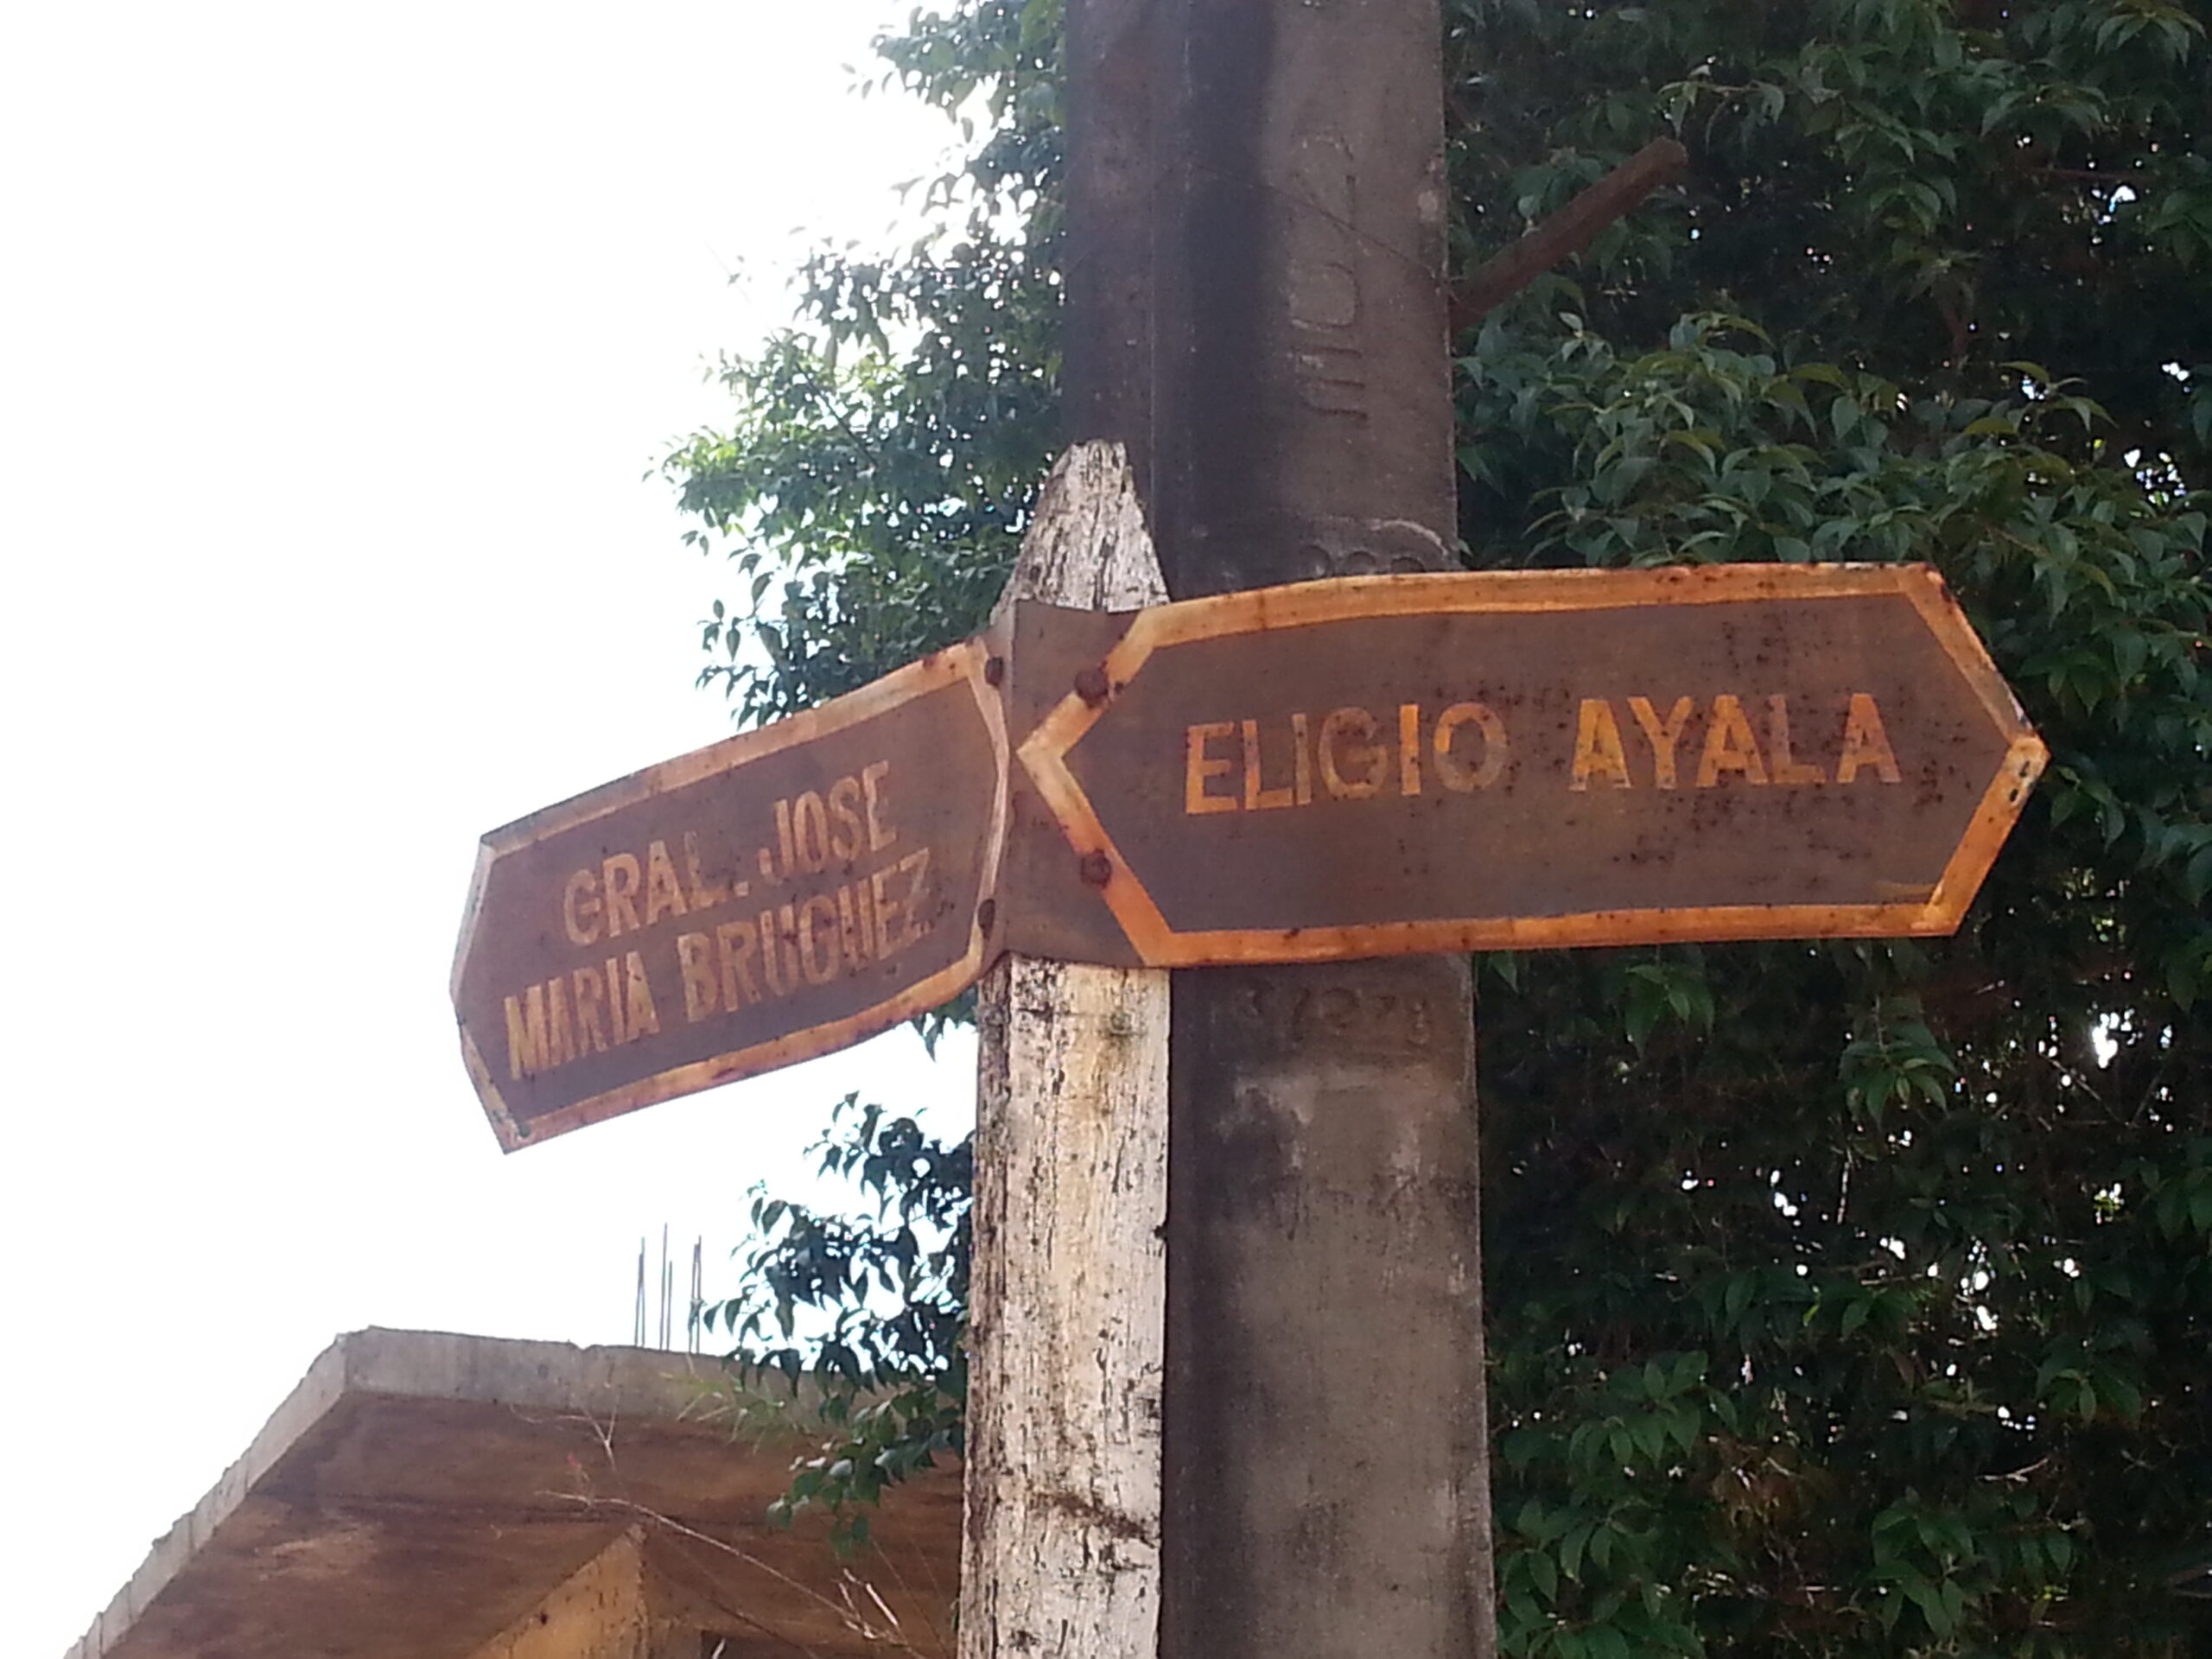 GRAL. JOSE
MARIA BRUGUEZ
ELIGIO AYALA